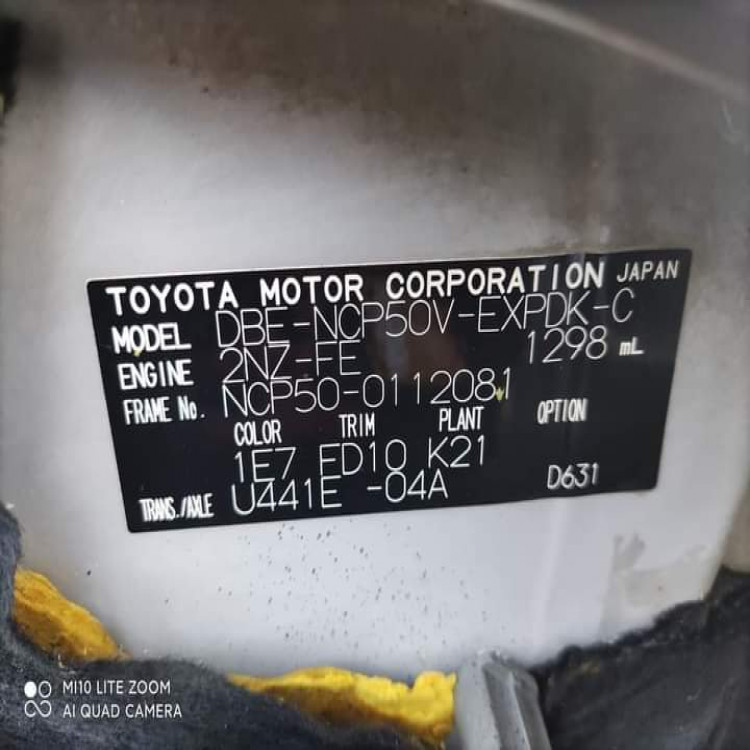 TOYOTA MOTOR CORPORATION JAPAN
MODEL DBE-NCP50V-EXPDK-C
ENGINE 2NZ-FE 1298 mL
FRAME No. NCP50-0112081
COLOR TRIM PLANT OPTION
1E7 FD10 K21
TRANS./AXLE U441E -04A D631
MI10 LITE ZOOM
AI QUAD CAMERA